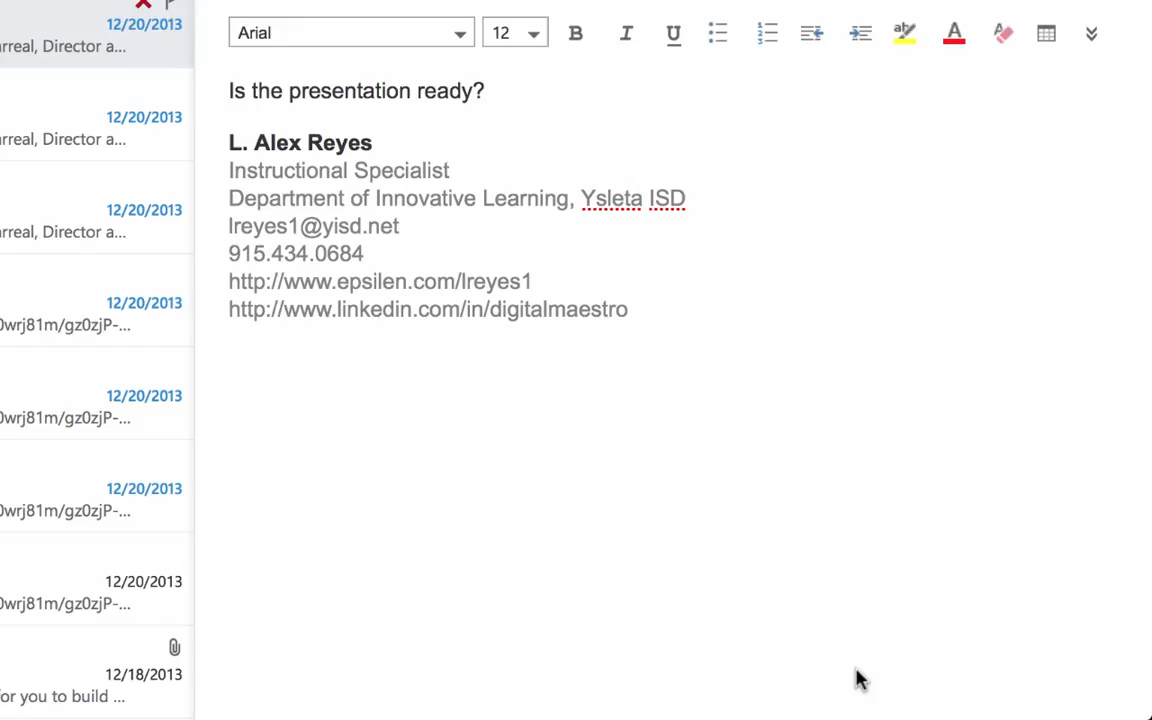 12/20/2013
rreal, Director a...
12/20/2013
rreal, Director a...
12/20/2013
rreal, Director a...
12/20/2013
0wrj81m/gz0zjP-...
12/20/2013
0wrj81m/gz0zjP-...
12/20/2013
0wrj81m/gz0zjP-...
12/20/2013
0wrj81m/gz0zjP-...
12/18/2013
for you to build ...
Arial 12 B I U aby A A
Is the presentation ready?
L. Alex Reyes
Instructional Specialist
Department of Innovative Learning, Ysleta ISD
lreyes1@yisd.net
915.434.0684
http://www.epsilen.com/lreyes1
http://www.linkedin.com/in/digitalmaestro